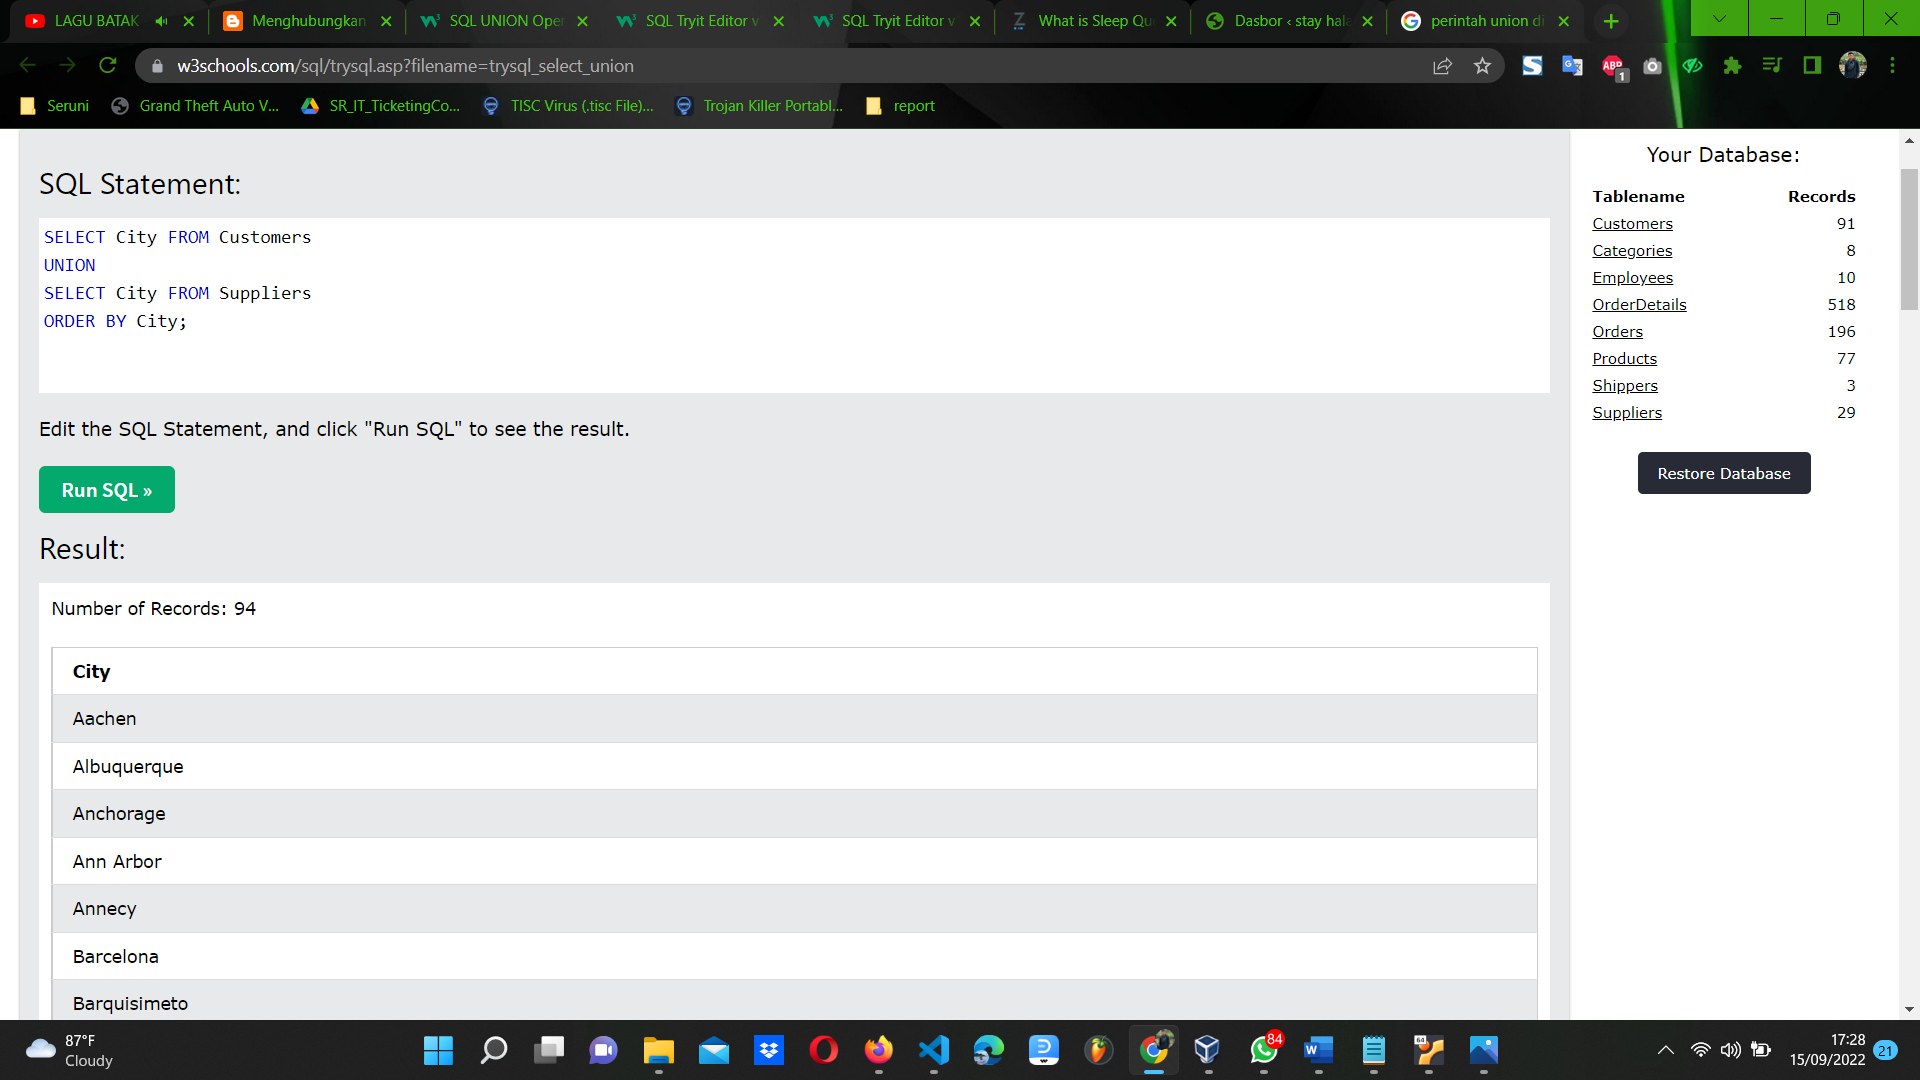 LAGU BATAK
Menghubungkan
SQL UNION Oper
SQL Tryit Editor v
SQL Tryit Editor v
What is Sleep Qu
Dasbor ‹ stay hala
perintah union di
w3schools.com/sql/trysql.asp?filename=trysql_select_union
ABP
1
Seruni
Grand Theft Auto V...
SR_IT_TicketingCo...
TISC Virus (.tisc File)...
Trojan Killer Portabl...
report
SQL Statement:
SELECT City FROM Customers
UNION
SELECT City FROM Suppliers
ORDER BY City;
Edit the SQL Statement, and click "Run SQL" to see the result.
Run SQL »
Result:
Number of Records: 94
City
Aachen
Albuquerque
Anchorage
Ann Arbor
Annecy
Barcelona
Barquisimeto
Your Database:
Tablename Records
Customers 91
Categories 8
Employees 10
OrderDetails 518
Orders 196
Products 77
Shippers 3
Suppliers 29
Restore Database
87°F
Cloudy
84
64
17:28
15/09/2022
21